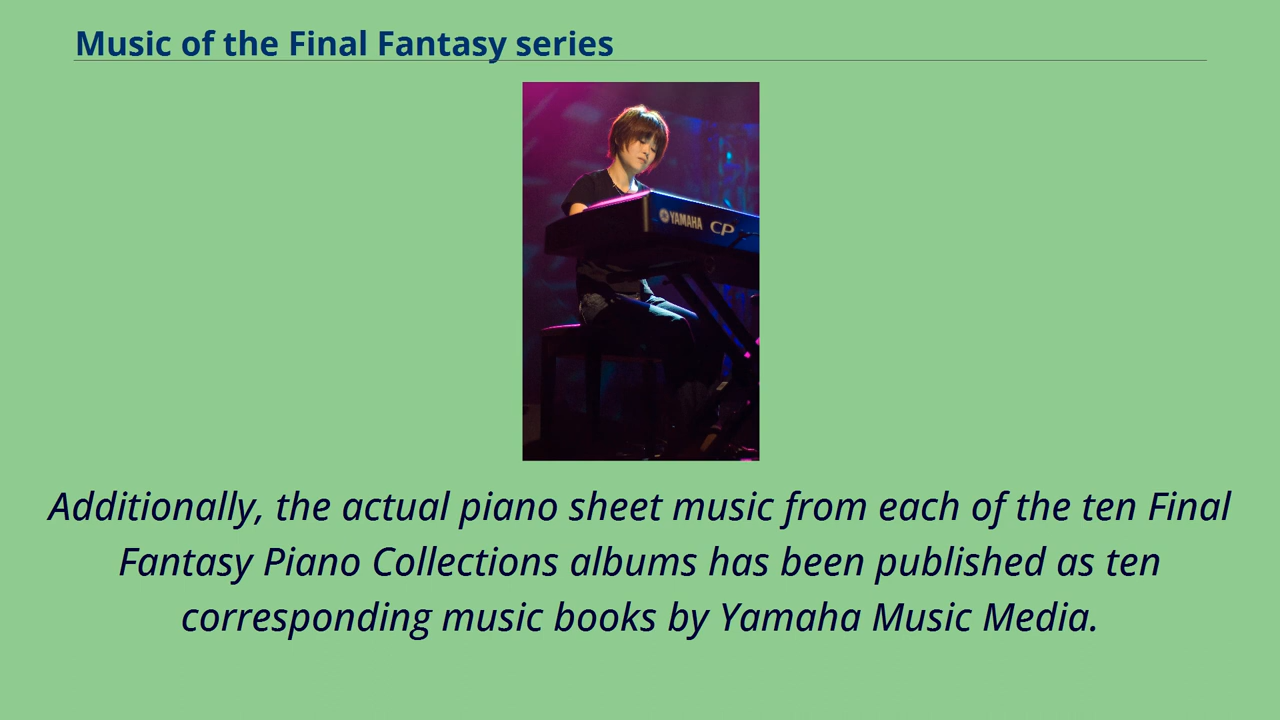 Music of the Final Fantasy series
YAMAHA CP
Additionally, the actual piano sheet music from each of the ten Final
Fantasy Piano Collections albums has been published as ten
corresponding music books by Yamaha Music Media.